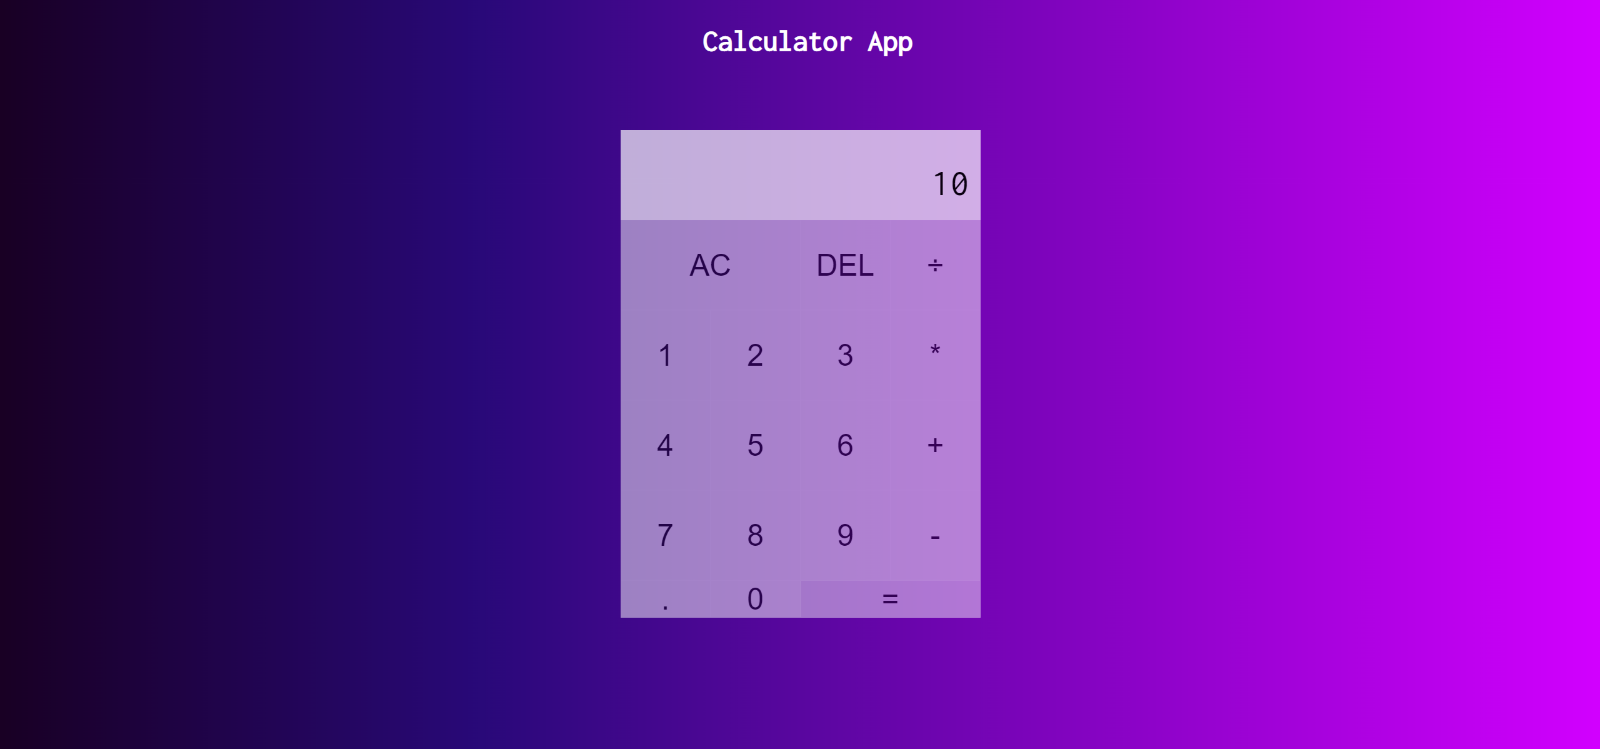 Calculator App
10
AC DEL ÷
1 2 3 *
4 5 6 +
7 8 9 -
. 0 =